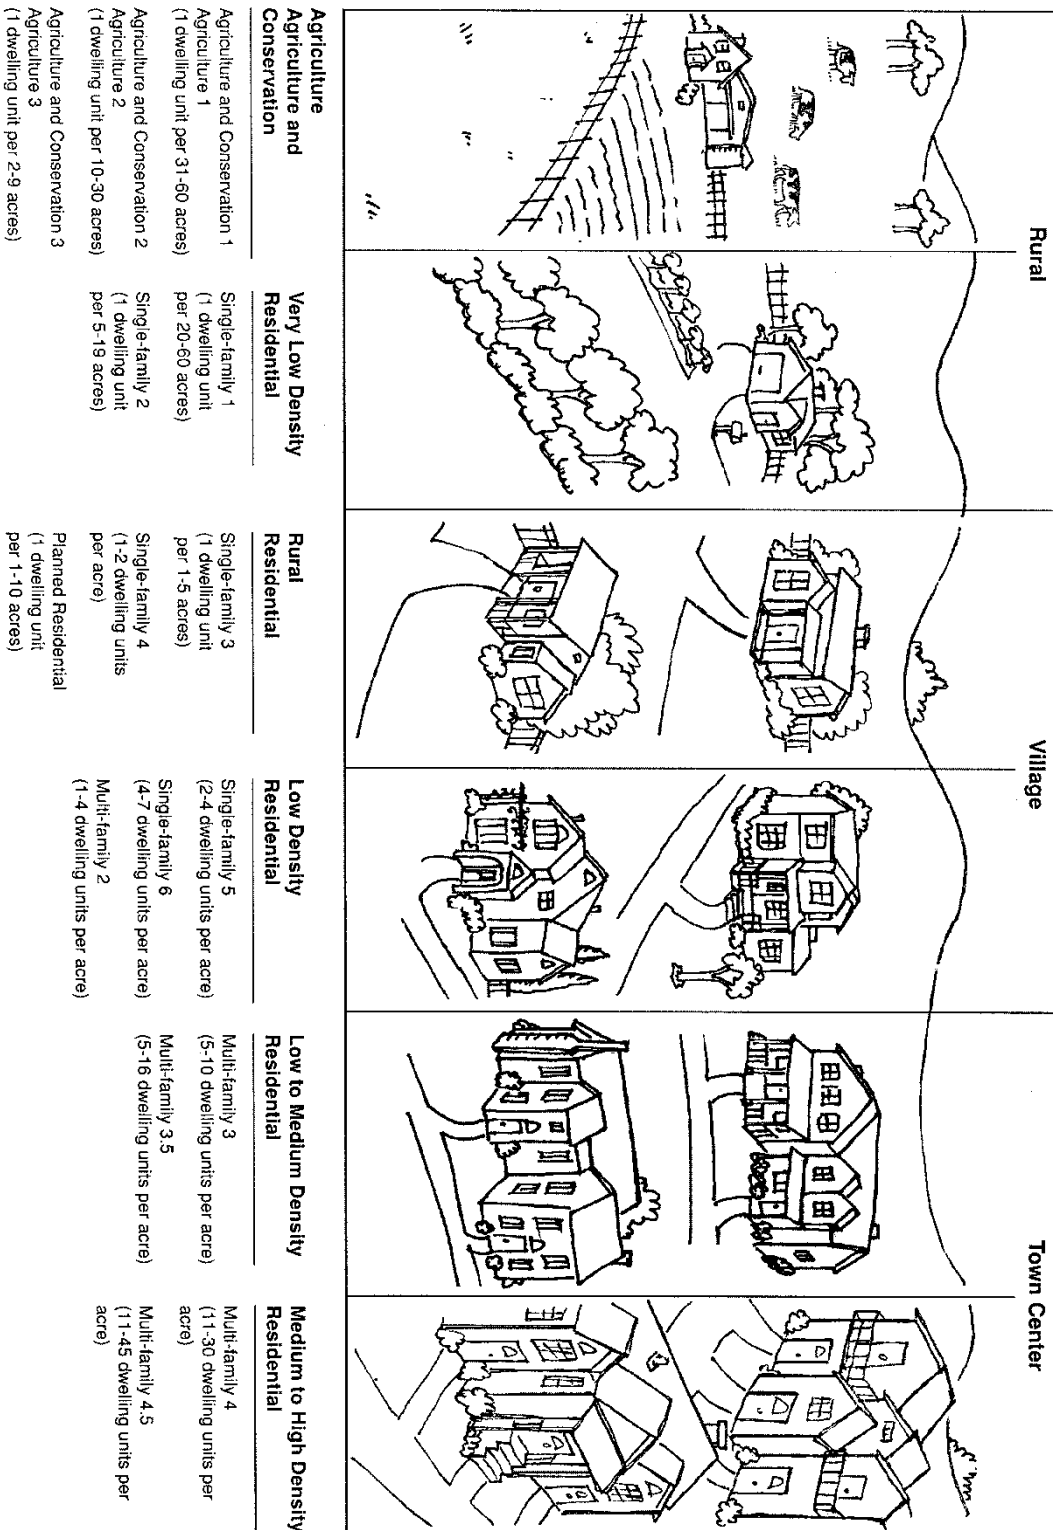 Rural
Village
Town Center
Agriculture
Agriculture and
Conservation
Agriculture and Conservation 1
Agriculture 1
(1 dwelling unit per 31-60 acres)
Agriculture and Conservation 2
Agriculture 2
(1 dwelling unit per 10-30 acres)
Agriculture and Conservation 3
Agriculture 3
(1 dwelling unit per 2-9 acres)
Very Low Density
Residential
Single-family 1
(1 dwelling unit
per 20-60 acres)
Single-family 2
(1 dwelling unit
per 5-19 acres)
Rural
Residential
Single-family 3
(1 dwelling unit
per 1-5 acres)
Single-family 4
(1-2 dwelling units
per acre)
Planned Residential
(1 dwelling unit
per 1-10 acres)
Low Density
Residential
Single-family 5
(2-4 dwelling units per acre)
Single-family 6
(4-7 dwelling units per acre)
Multi-family 2
(1-4 dwelling units per acre)
Low to Medium Density
Residential
Multi-family 3
(5-10 dwelling units per acre)
Multi-family 3.5
(5-16 dwelling units per acre)
Medium to High Density
Residential
Multi-family 4
(11-30 dwelling units per
acre)
Multi-family 4.5
(11-45 dwelling units per
acre)